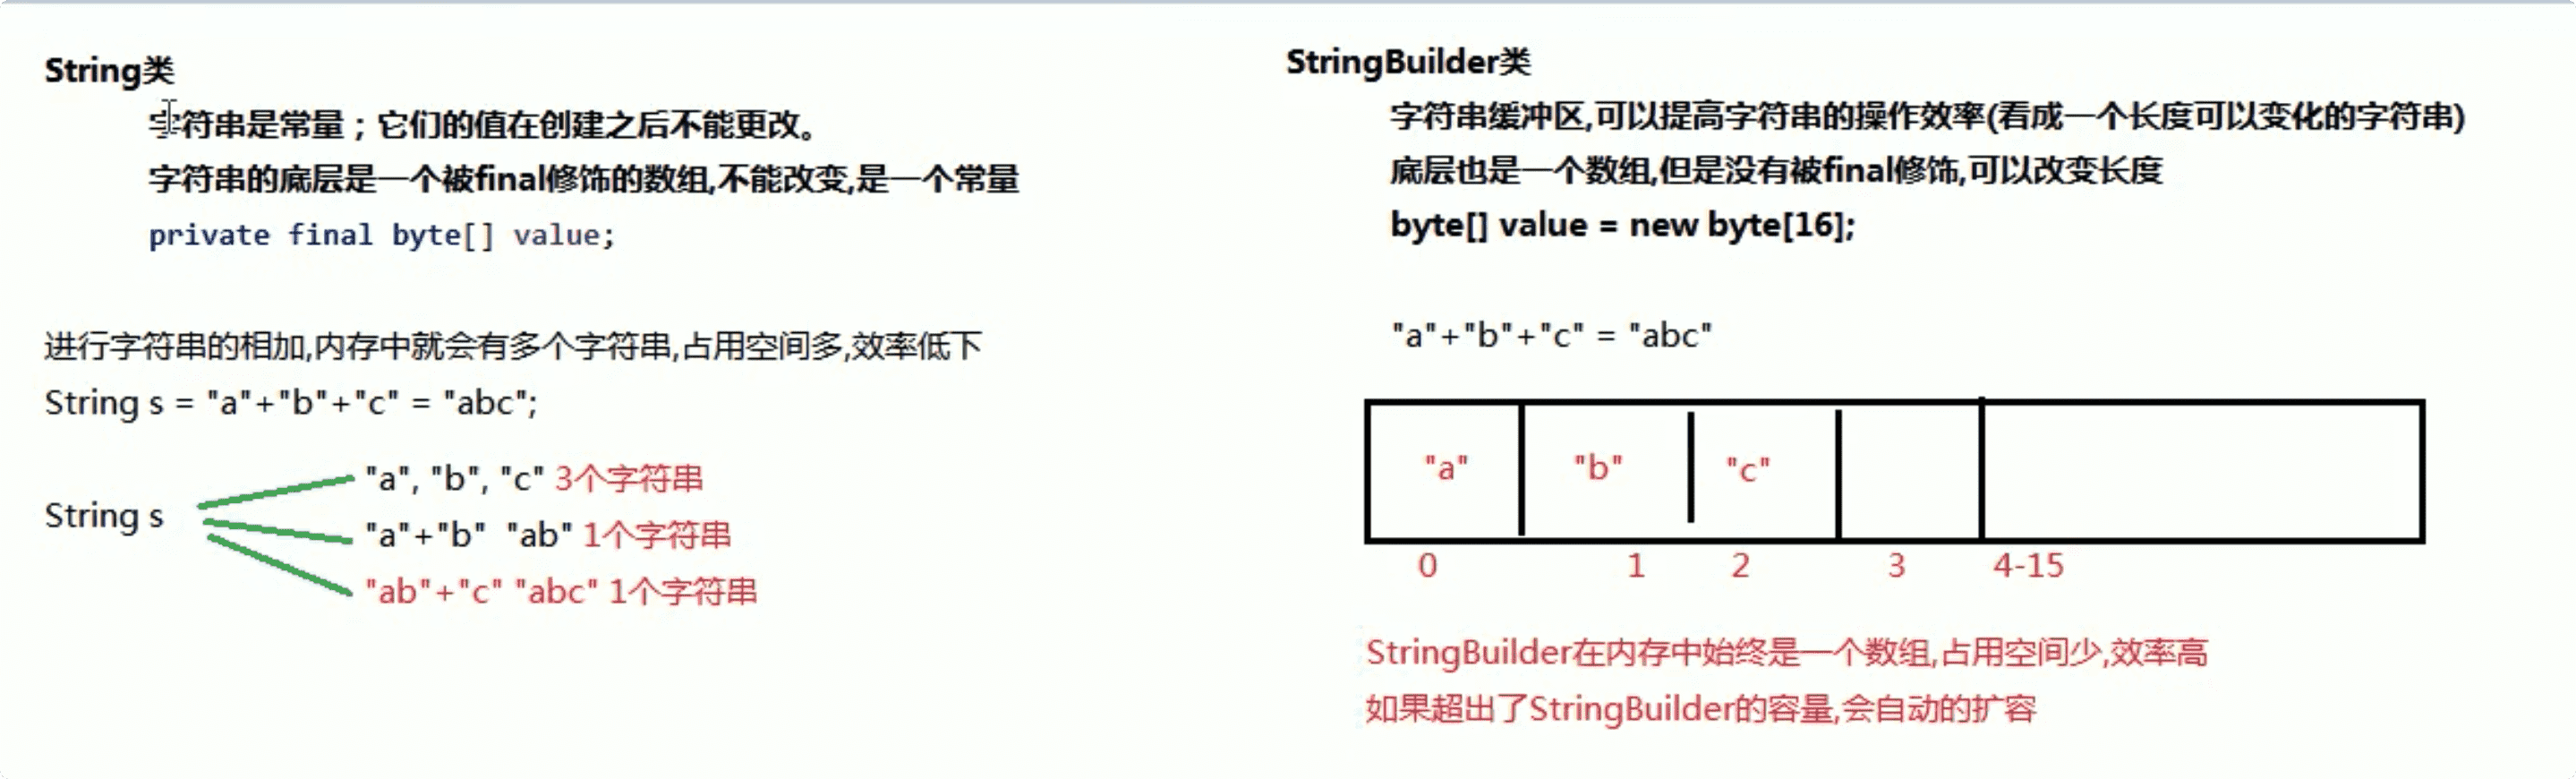 String类
字符串是常量；它们的值在创建之后不能更改。
字符串的底层是一个被final修饰的数组,不能改变,是一个常量
private final byte[] value;
进行字符串的相加,内存中就会有多个字符串,占用空间多,效率低下
String s = "a"+"b"+"c" = "abc";
String s
"a", "b", "c" 3个字符串
"a"+"b" "ab" 1个字符串
"ab"+"c" "abc" 1个字符串
StringBuilder类
字符串缓冲区,可以提高字符串的操作效率(看成一个长度可以变化的字符串)
底层也是一个数组,但是没有被final修饰,可以改变长度
byte[] value = new byte[16];
"a"+"b"+"c" = "abc"
"a" "b" "c"
0 1 2 3 4-15
StringBuilder在内存中始终是一个数组,占用空间少,效率高
如果超出了StringBuilder的容量,会自动的扩容